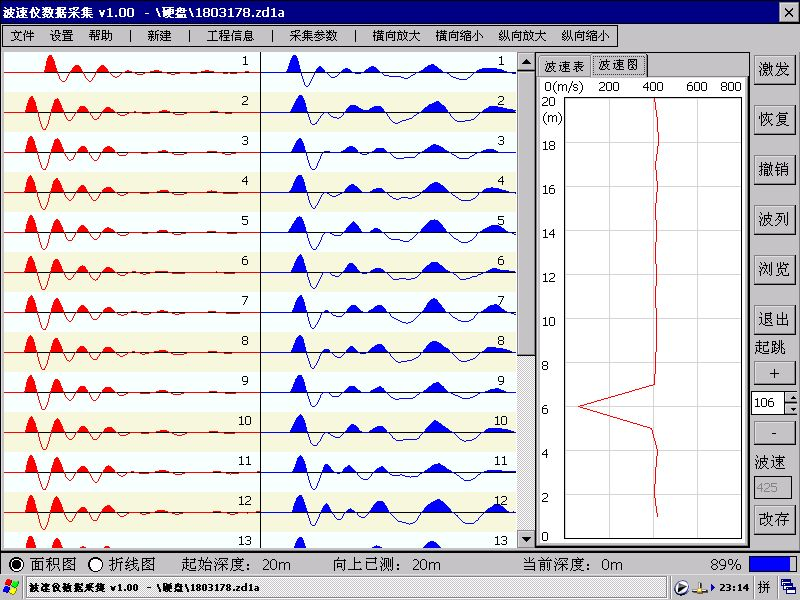 波速仪数据采集 v1.00 - \硬盘\1803178.zd1a
文件 设置 帮助 | 新建 | 工程信息 | 采集参数 | 横向放大 横向缩小 纵向放大 纵向缩小
1 1
2 2
3 3
4 4
5 5
6 6
7 7
8 8
9 9
10 10
11 11
12 12
13 13
波速表 波速图
0(m/s) 200 400 600 800
20
(m)
18
16
14
12
10
8
6
4
2
0
激发
恢复
撤销
波列
浏览
退出
起跳
+
106
-
波速
425
改存
面积图 折线图 起始深度: 20m 向上已测: 20m 当前深度: 0m 89%
波速仪数据采集 v1.00 - \硬盘\1803178.zd1a 23:14 拼